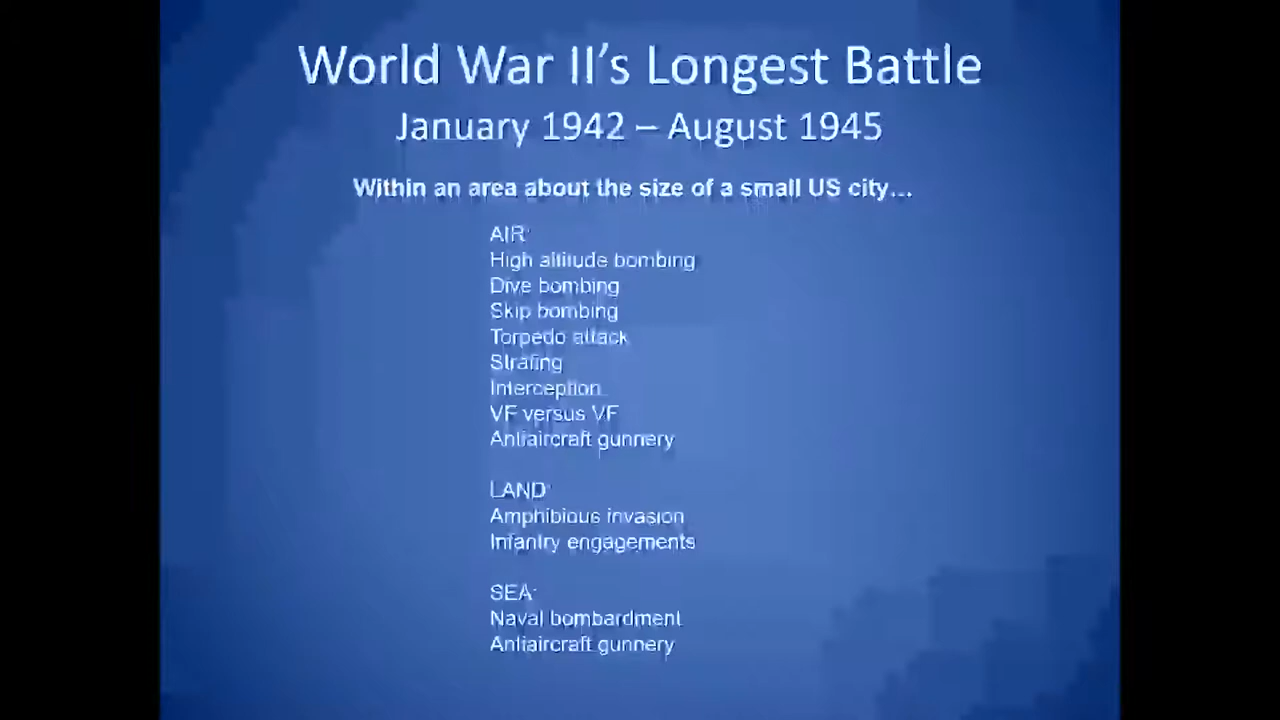 World War II’s Longest Battle
January 1942 – August 1945
Within an area about the size of a small US city…
AIR:
High altitude bombing
Dive bombing
Skip bombing
Torpedo attack
Strafing
Interception
VF versus VF
Antiaircraft gunnery
LAND:
Amphibious invasion
Infantry engagements
SEA:
Naval bombardment
Antiaircraft gunnery